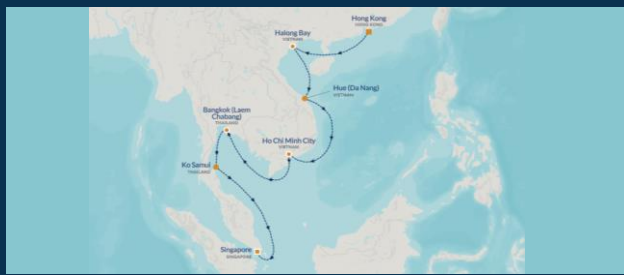 Hong Kong
HONG KONG
Halong Bay
VIETNAM
Hue (Da Nang)
VIETNAM
Bangkok (Laem
Chabang)
THAILAND
Ho Chi Minh City
VIETNAM
Ko Samui
THAILAND
Singapore
SINGAPORE